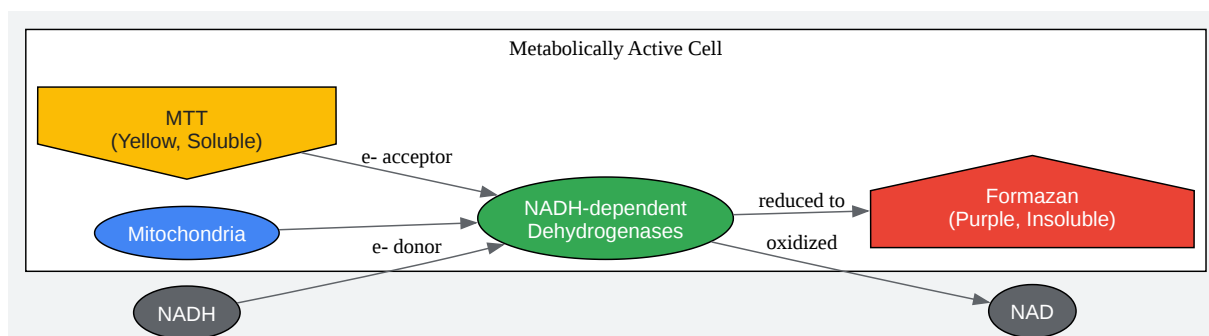 Metabolically Active Cell
MTT
(Yellow, Soluble)
e- acceptor
NADH-dependent
Dehydrogenases
reduced to
Formazan
(Purple, Insoluble)
Mitochondria
e- donor
oxidized
NADH
NAD